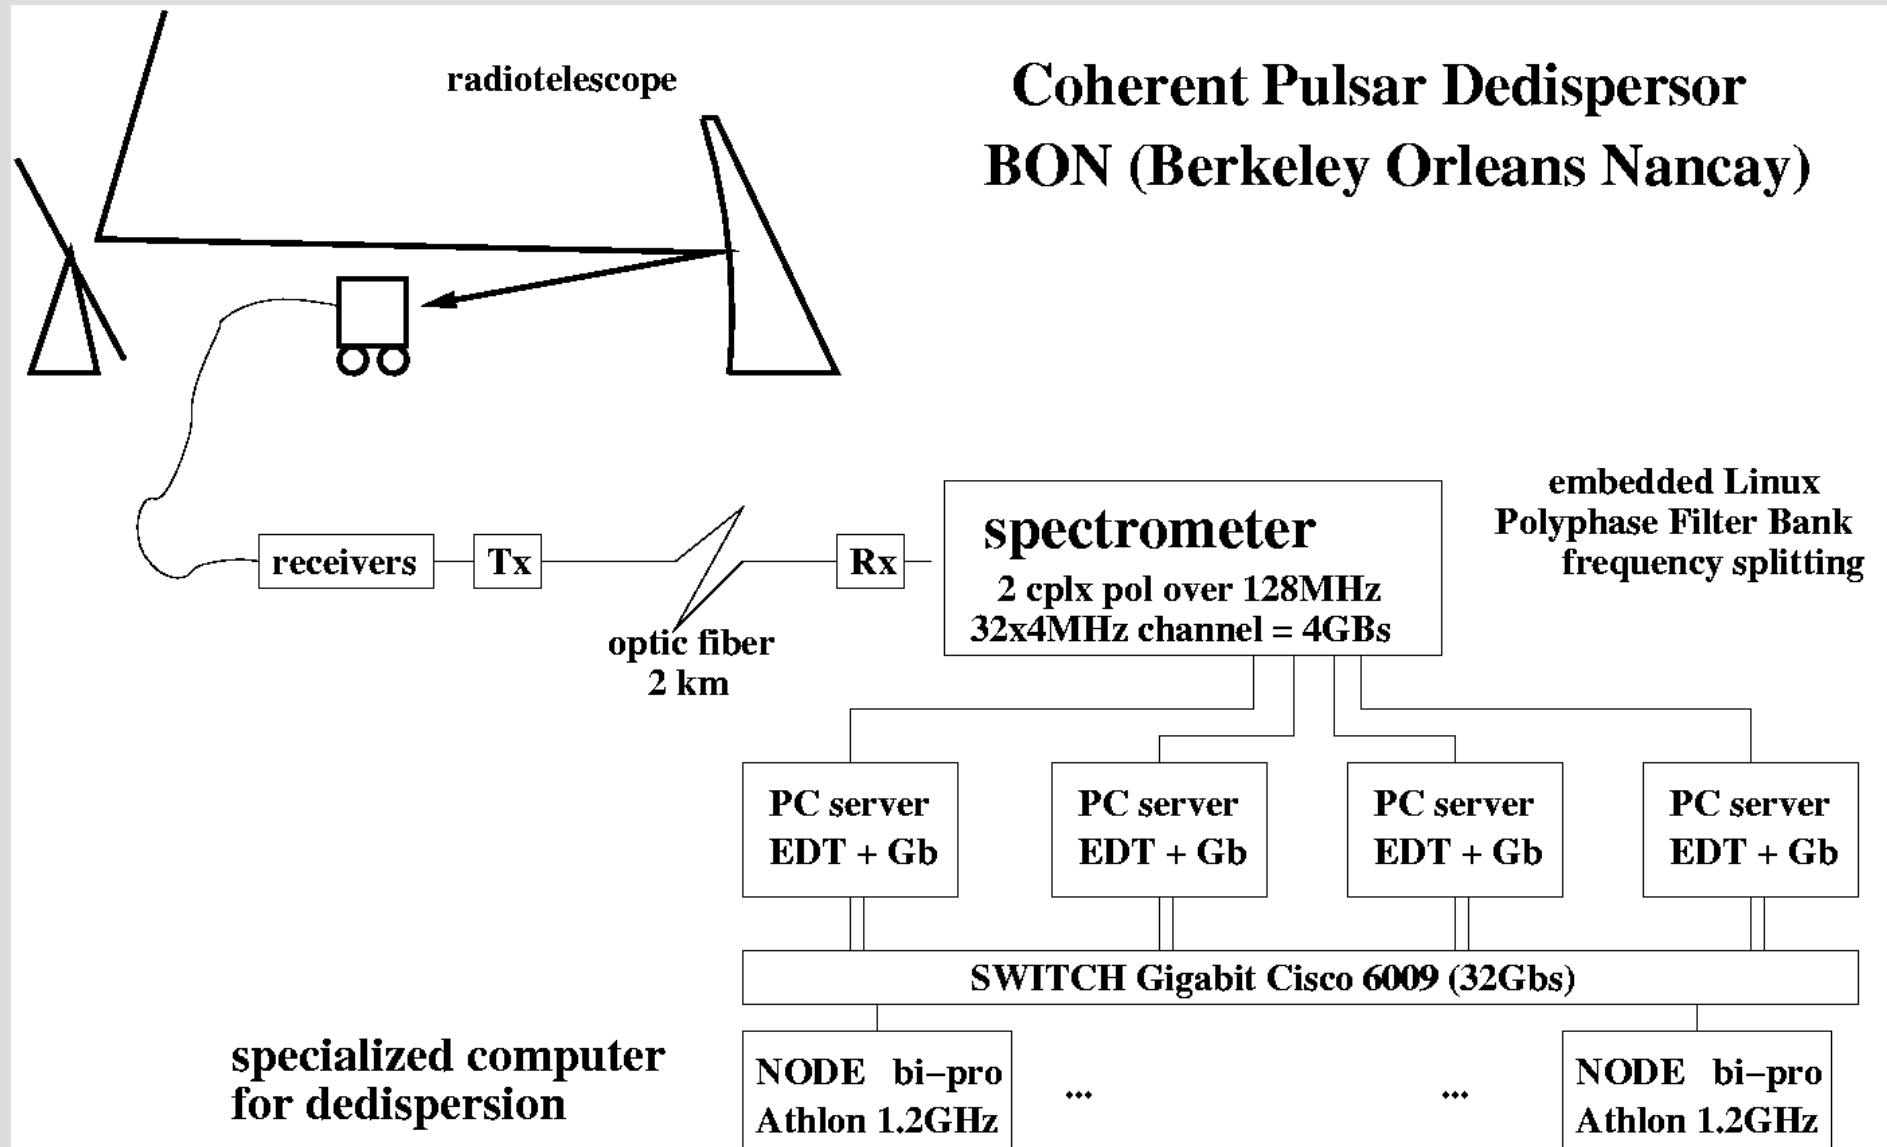 radiotelescope
Coherent Pulsar Dedispersor
BON (Berkeley Orleans Nancay)
receivers
Tx
optic fiber
2 km
Rx
spectrometer
2 cplx pol over 128MHz
32x4MHz channel = 4GBs
embedded Linux
Polyphase Filter Bank
frequency splitting
PC server
EDT + Gb
PC server
EDT + Gb
PC server
EDT + Gb
PC server
EDT + Gb
SWITCH Gigabit Cisco 6009 (32Gbs)
specialized computer
for dedispersion
NODE bi-pro
Athlon 1.2GHz
...
...
NODE bi-pro
Athlon 1.2GHz